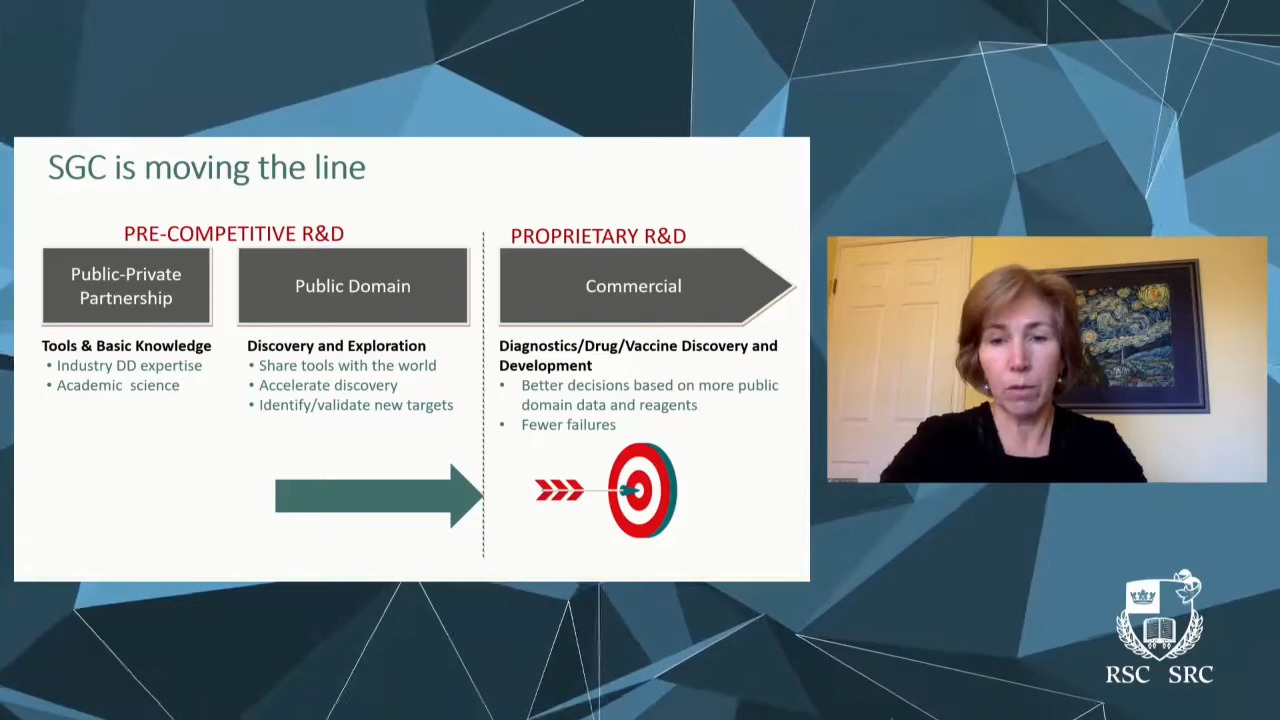 SGC is moving the line
PRE-COMPETITIVE R&D
Public-Private
Partnership
Public Domain
Tools & Basic Knowledge
• Industry DD expertise
• Academic science
Discovery and Exploration
• Share tools with the world
• Accelerate discovery
• Identify/validate new targets
PROPRIETARY R&D
Commercial
Diagnostics/Drug/Vaccine Discovery and
Development
• Better decisions based on more public
domain data and reagents
• Fewer failures
RSC SRC